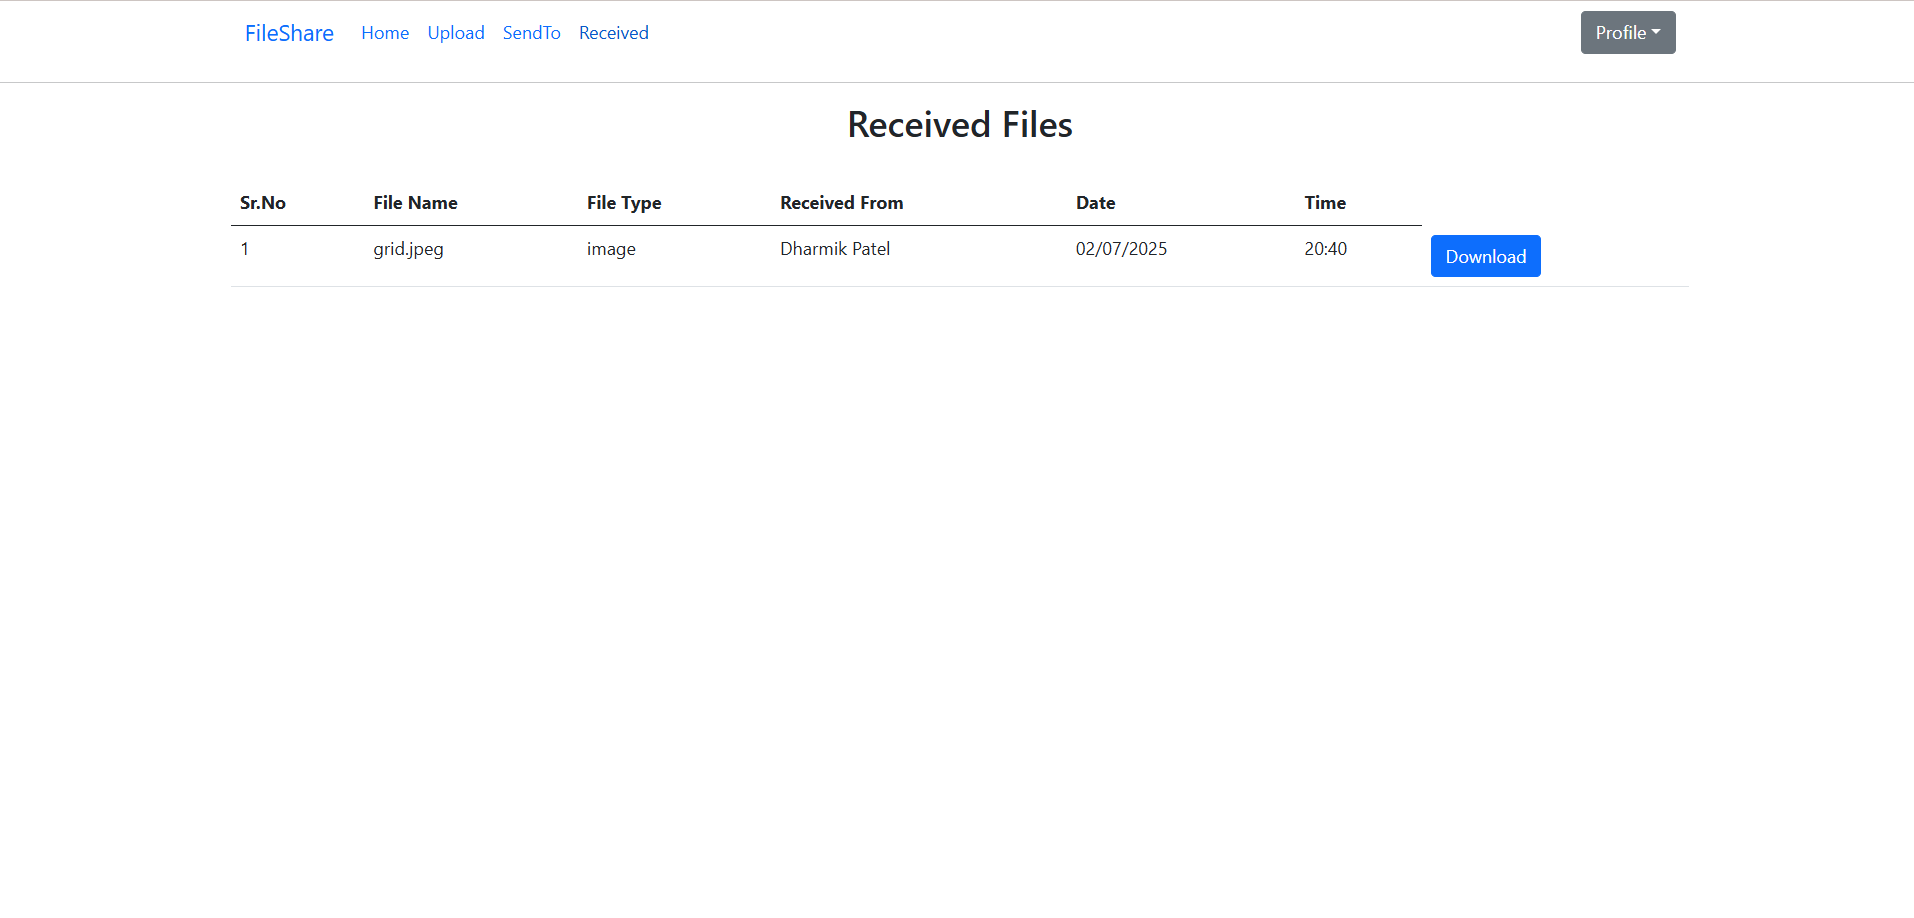 FileShare Home Upload SendTo Received Profile
Received Files
Sr.No File Name File Type Received From Date Time
1 grid.jpeg image Dharmik Patel 02/07/2025 20:40 Download